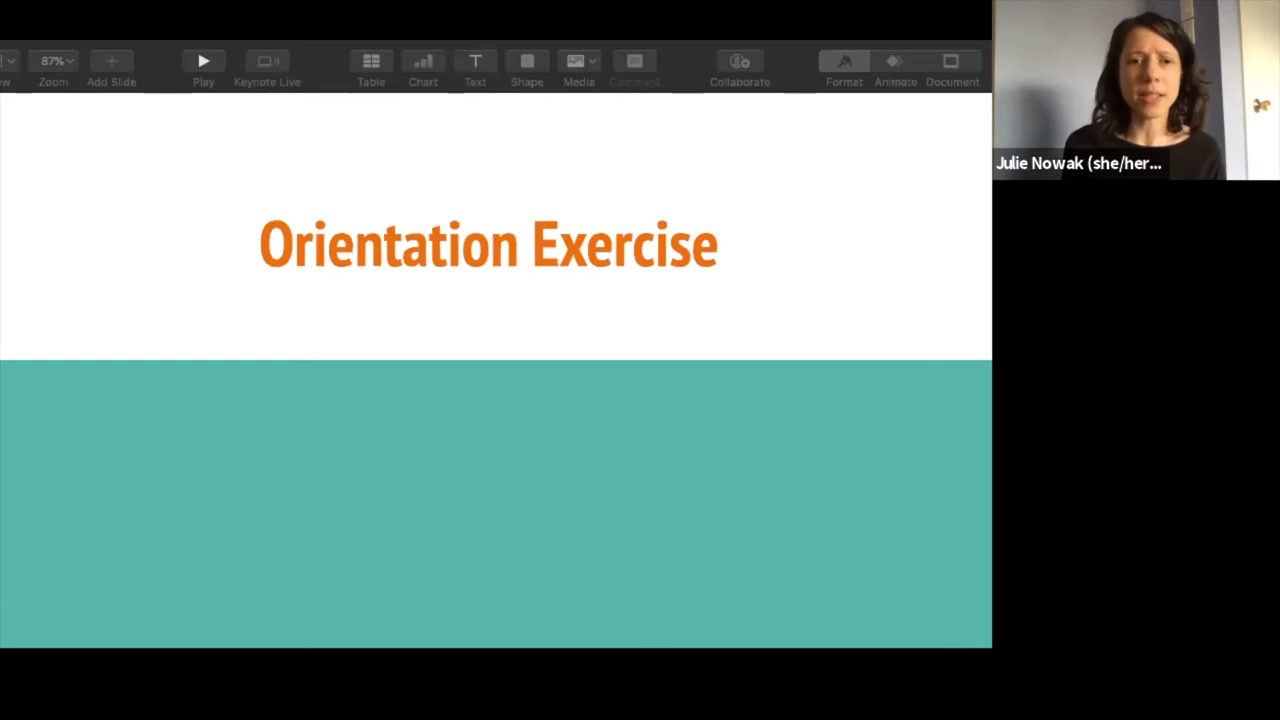 87%
Zoom
Add Slide
Play
Keynote Live
Table
Chart
T
Text
Shape
Media
Comment
Collaborate
Format
Animate
Document
Orientation Exercise
Julie Nowak (she/her...